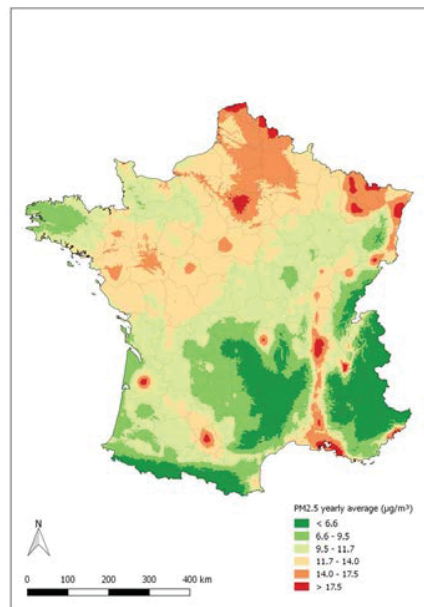 PM2.5 yearly average (µg/m³)
< 6.6
6.6 - 9.5
9.5 - 11.7
11.7 - 14.0
14.0 - 17.5
> 17.5
N
0 100 200 300 400 km